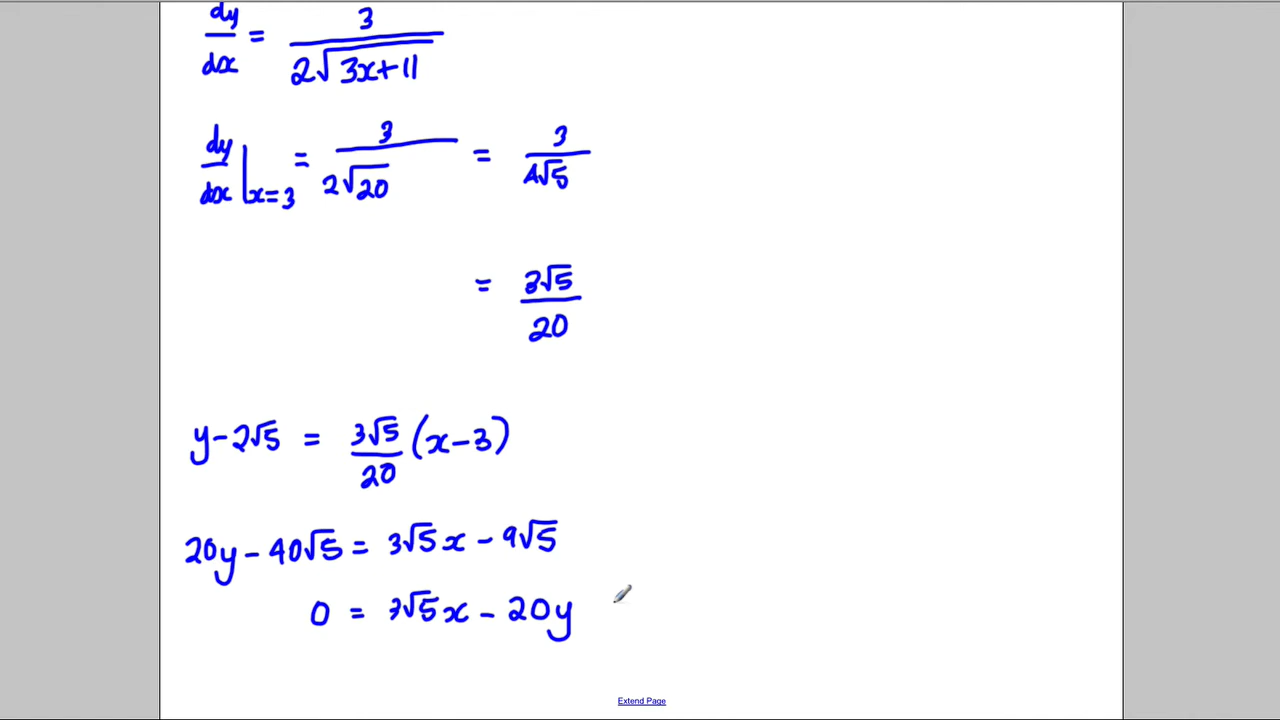 dy/dx = 3/(2√(3x+11))
dy/dx|x=3 = 3/(2√20) = 3/(4√5)
= 3√5/20
y-2√5 = 3√5/20 (x-3)
20y - 40√5 = 3√5x - 9√5
0 = 3√5x - 20y
Extend Page